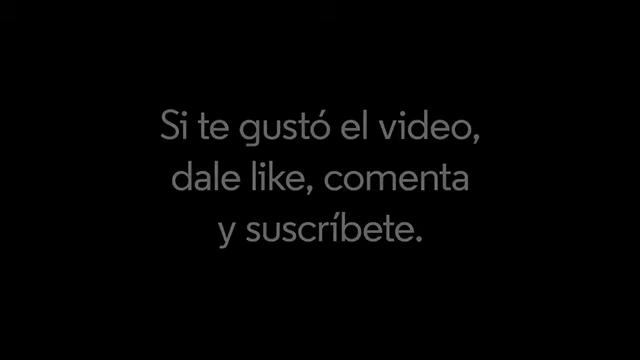 Si te gustó el video,
dale like, comenta
y suscríbete.